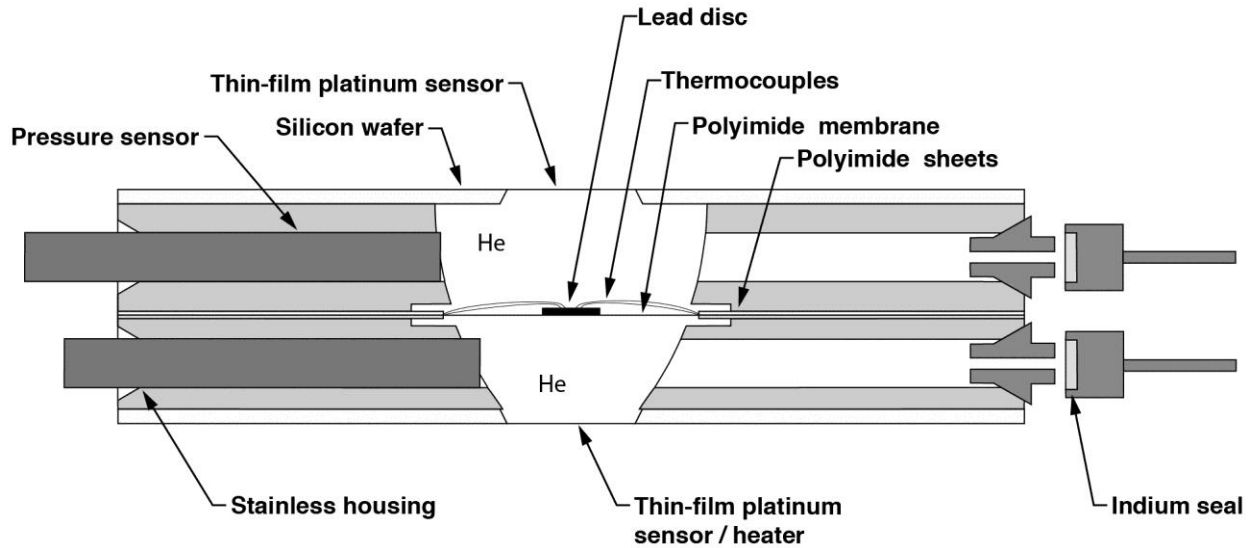 Lead disc
Thin-film platinum sensor
Thermocouples
Silicon wafer
Polyimide membrane
Pressure sensor
Polyimide sheets
He
He
Stainless housing
Thin-film platinum
sensor / heater
Indium seal